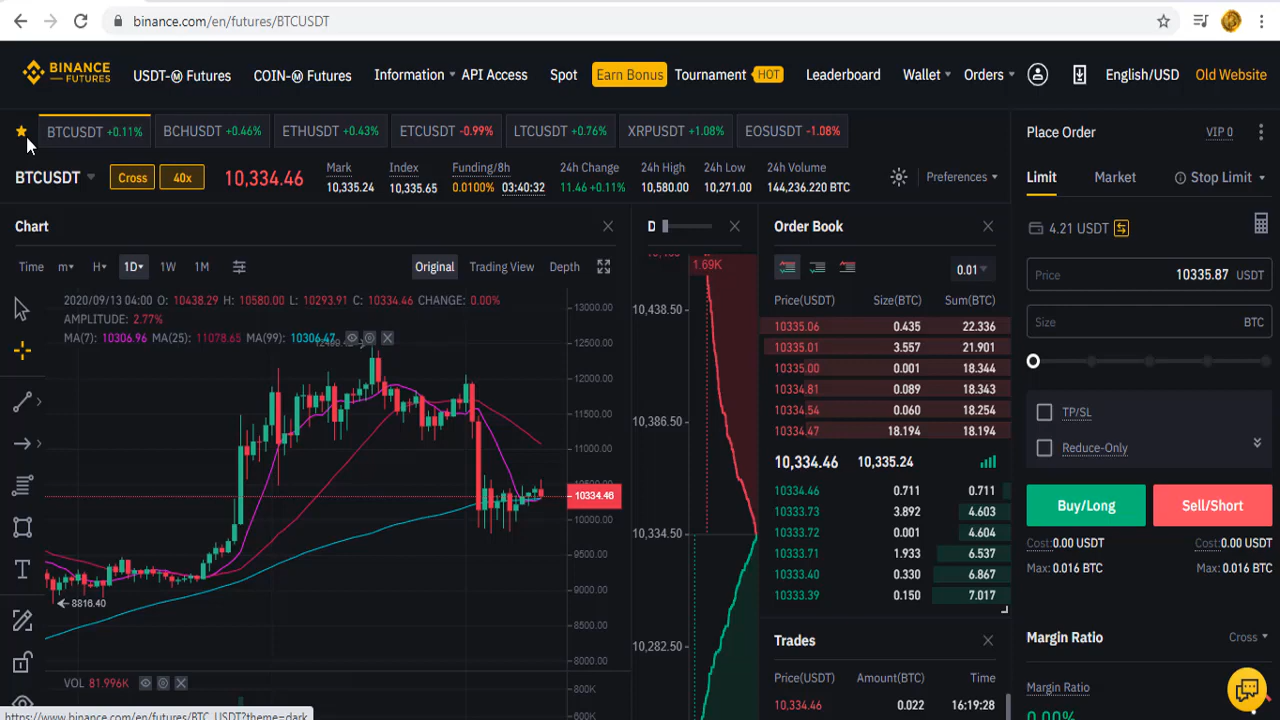 binance.com/en/futures/BTCUSDT
BINANCE
FUTURES
USDT-Ⓜ Futures
COIN-Ⓜ Futures
Information
API Access
Spot
Earn Bonus
Tournament
HOT
Leaderboard
Wallet
Orders
English/USD
Old Website
BTCUSDT +0.11%
BCHUSDT +0.46%
ETHUSDT +0.43%
ETCUSDT -0.99%
LTCUSDT +0.76%
XRPUSDT +1.08%
EOSUSDT -1.08%
BTCUSDT
Cross
40x
10,334.46
Mark
10,335.24
Index
10,335.65
Funding/8h
0.0100% 03:40:32
24h Change
11.46 +0.11%
24h High
10,580.00
24h Low
10,271.00
24h Volume
144,236.220 BTC
Preferences
Chart
Time
m
H
1D
1W
1M
Original
Trading View
Depth
2020/09/13 04:00 O: 10438.29 H: 10580.00 L: 10293.91 C: 10334.46 CHANGE: 0.00%
AMPLITUDE: 2.77%
MA(7): 10306.96 MA(25): 11078.65 MA(99): 10306.47
13000.00
12500.00
12000.00
11500.00
11000.00
10334.46
10000.00
9500.00
9000.00
8500.00
8000.00
8816.40
VOL 81.996K
800K
D
1.69K
10,438.50
10,386.50
10,334.50
10,282.50
Order Book
0.01
Price(USDT) Size(BTC) Sum(BTC)
10335.06 0.435 22.336
10335.01 3.557 21.901
10335.00 0.001 18.344
10334.81 0.089 18.343
10334.54 0.060 18.254
10334.47 18.194 18.194
10,334.46 10,335.24
10334.46 0.711 0.711
10333.73 3.892 4.603
10333.72 0.001 4.604
10333.71 1.933 6.537
10333.40 0.330 6.867
10333.39 0.150 7.017
Trades
Price(USDT) Amount(BTC) Time
10,334.46 0.022 16:19:28
Place Order
VIP 0
Limit
Market
Stop Limit
4.21 USDT
Price 10335.87 USDT
Size BTC
TP/SL
Reduce-Only
Buy/Long
Sell/Short
Cost:0.00 USDT
Cost:0.00 USDT
Max: 0.016 BTC
Max: 0.016 BTC
Margin Ratio
Cross
Margin Ratio
0.00%
https://www.binance.com/en/futures/BTC_USDT?theme=dark